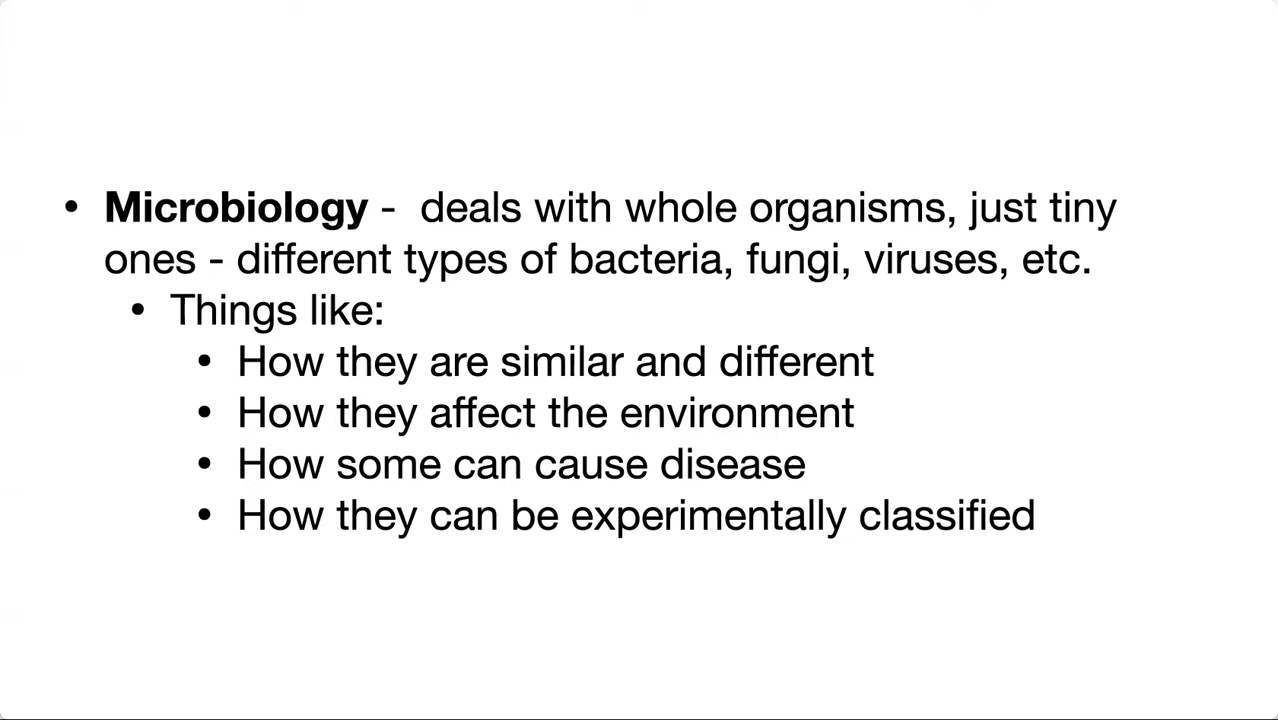 • Microbiology -  deals with whole organisms, just tiny
ones - different types of bacteria, fungi, viruses, etc.
• Things like:
• How they are similar and different
• How they affect the environment
• How some can cause disease
• How they can be experimentally classified